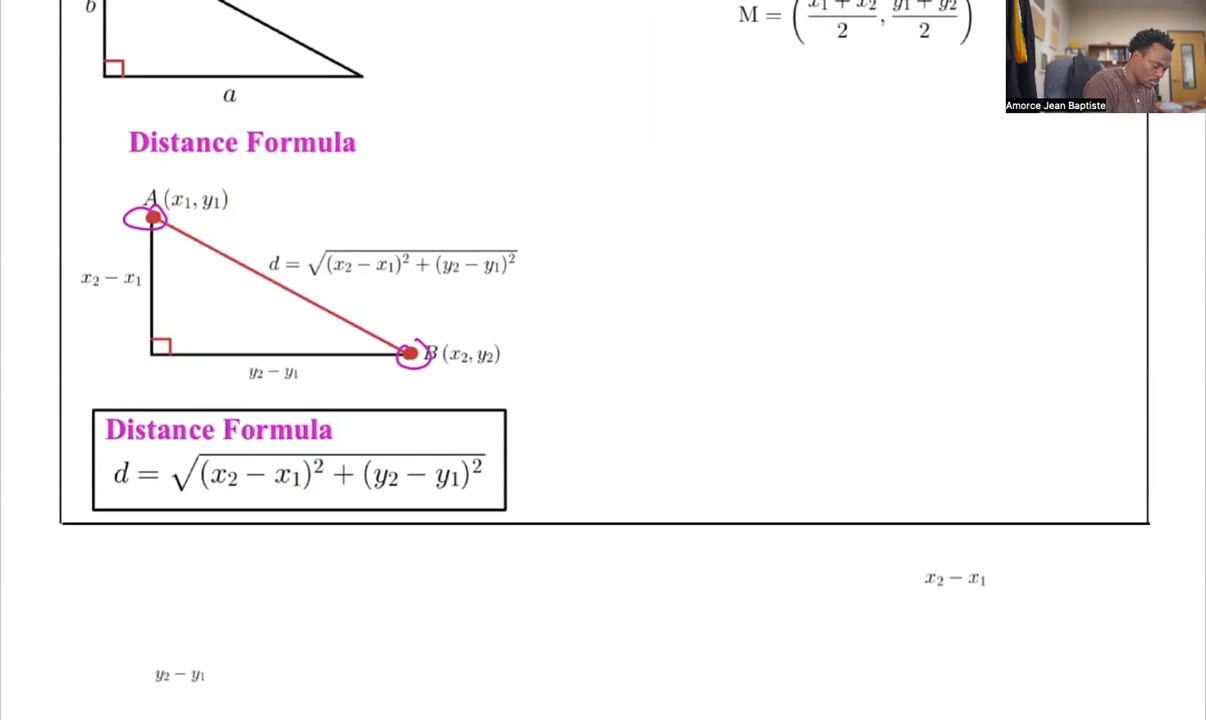 b
a
M = ( x₁ + x₂ / 2 , y₁ + y₂ / 2 )
Amorce Jean Baptiste
Distance Formula
A (x₁, y₁)
d = √(x₂ − x₁)² + (y₂ − y₁)²
x₂ − x₁
B (x₂, y₂)
y₂ − y₁
Distance Formula
d = √(x₂ − x₁)² + (y₂ − y₁)²
x₂ − x₁
y₂ − y₁